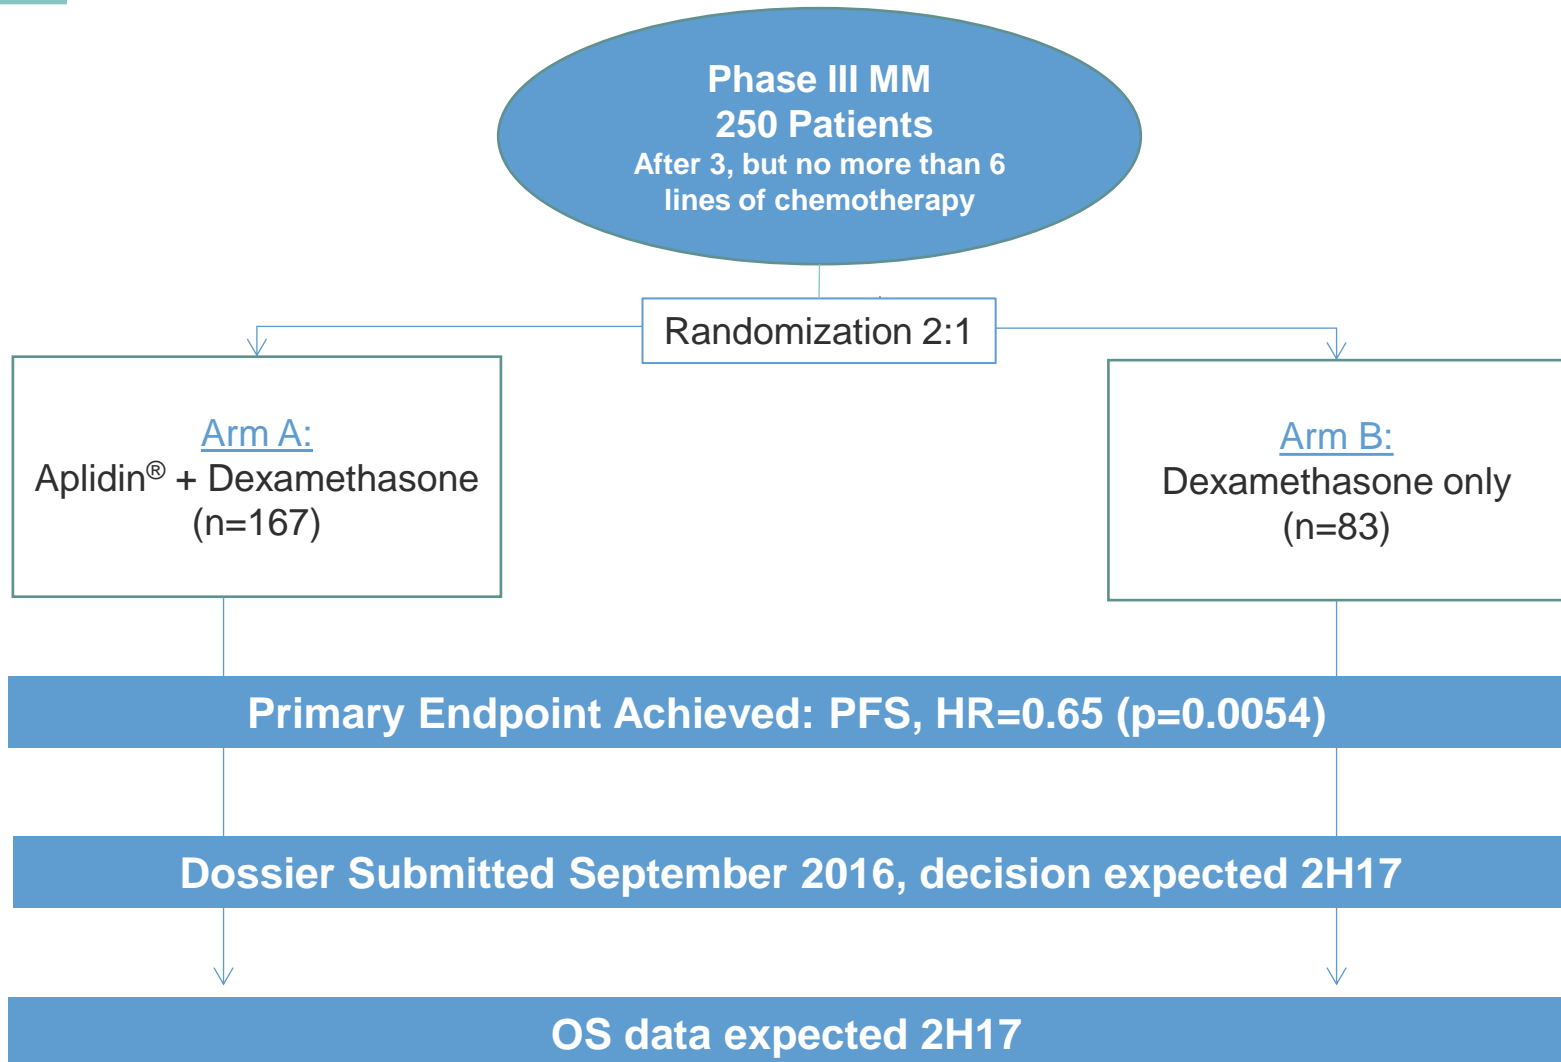 Phase III MM
250 Patients
After 3, but no more than 6
lines of chemotherapy
Randomization 2:1
Arm A:
Aplidin® + Dexamethasone
(n=167)
Arm B:
Dexamethasone only
(n=83)
Primary Endpoint Achieved: PFS, HR=0.65 (p=0.0054)
Dossier Submitted September 2016, decision expected 2H17
OS data expected 2H17